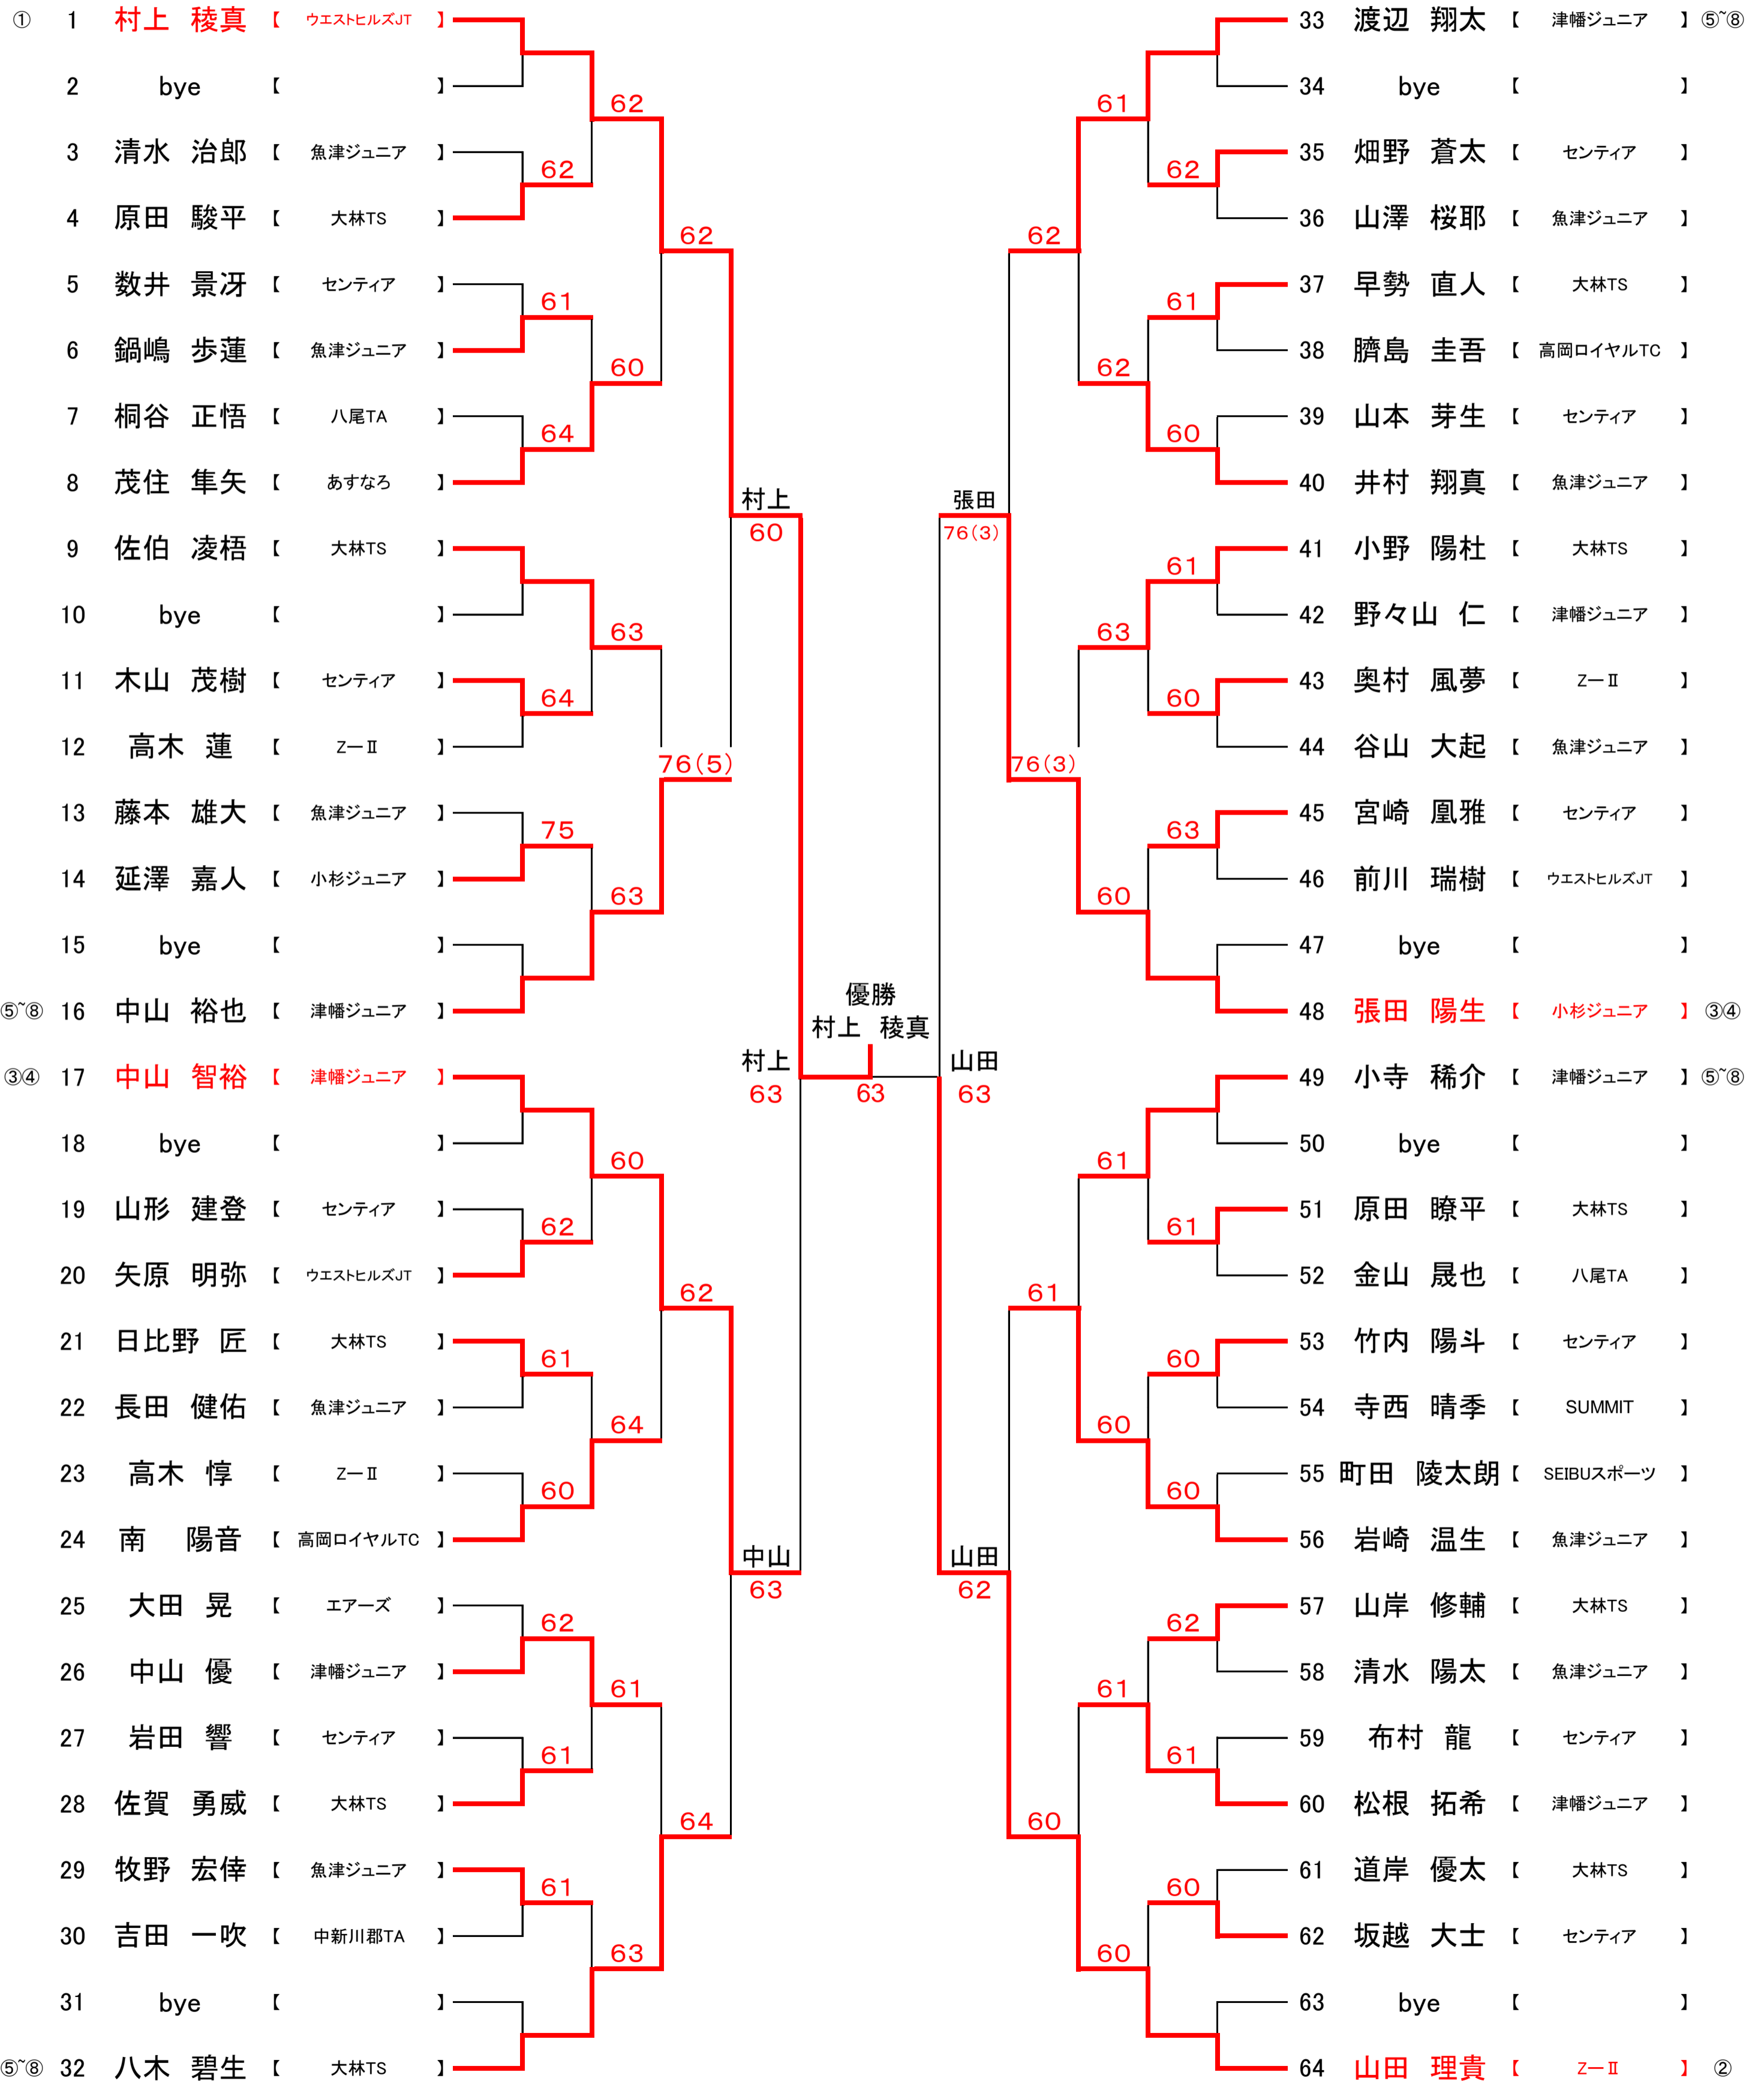 ① 1 村上 稜真 【 ウエストヒルズJT 】
2 bye 【 】
62
3 清水 治郎 【 魚津ジュニア 】
62
4 原田 駿平 【 大林TS 】
62
5 数井 景冴 【 センティア 】
61
6 鍋嶋 歩蓮 【 魚津ジュニア 】
60
7 桐谷 正悟 【 八尾TA 】
64
8 茂住 隼矢 【 あすなろ 】
村上
60
9 佐伯 凌梧 【 大林TS 】
10 bye 【 】
63
11 木山 茂樹 【 センティア 】
64
12 高木 蓮 【 Z－Ⅱ 】
76(5)
13 藤本 雄大 【 魚津ジュニア 】
75
14 延澤 嘉人 【 小杉ジュニア 】
63
15 bye 【 】
⑤~⑧ 16 中山 裕也 【 津幡ジュニア 】
村上
63
③④ 17 中山 智裕 【 津幡ジュニア 】
18 bye 【 】
60
19 山形 建登 【 センティア 】
62
20 矢原 明弥 【 ウエストヒルズJT 】
62
21 日比野 匠 【 大林TS 】
61
22 長田 健佑 【 魚津ジュニア 】
64
23 高木 惇 【 Z－Ⅱ 】
60
24 南 陽音 【 高岡ロイヤルTC 】
中山
63
25 大田 晃 【 エアーズ 】
62
26 中山 優 【 津幡ジュニア 】
61
27 岩田 響 【 センティア 】
61
28 佐賀 勇威 【 大林TS 】
64
29 牧野 宏倖 【 魚津ジュニア 】
61
30 吉田 一吹 【 中新川郡TA 】
63
31 bye 【 】
⑤~⑧ 32 八木 碧生 【 大林TS 】
優勝
村上 稜真
63
33 渡辺 翔太 【 津幡ジュニア 】 ⑤~⑧
34 bye 【 】
61
35 畑野 蒼太 【 センティア 】
62
36 山澤 桜耶 【 魚津ジュニア 】
62
37 早勢 直人 【 大林TS 】
61
38 臍島 圭吾 【 高岡ロイヤルTC 】
62
39 山本 芽生 【 センティア 】
60
40 井村 翔真 【 魚津ジュニア 】
張田
76(3)
41 小野 陽杜 【 大林TS 】
61
42 野々山 仁 【 津幡ジュニア 】
63
43 奥村 風夢 【 Z－Ⅱ 】
60
44 谷山 大起 【 魚津ジュニア 】
76(3)
45 宮崎 凰雅 【 センティア 】
63
46 前川 瑞樹 【 ウエストヒルズJT 】
60
47 bye 【 】
48 張田 陽生 【 小杉ジュニア 】 ③④
山田
63
49 小寺 稀介 【 津幡ジュニア 】 ⑤~⑧
50 bye 【 】
61
51 原田 瞭平 【 大林TS 】
61
52 金山 晟也 【 八尾TA 】
61
53 竹内 陽斗 【 センティア 】
60
54 寺西 晴季 【 SUMMIT 】
60
55 町田 陵太朗 【 SEIBUスポーツ 】
60
56 岩崎 温生 【 魚津ジュニア 】
山田
62
57 山岸 修輔 【 大林TS 】
62
58 清水 陽太 【 魚津ジュニア 】
61
59 布村 龍 【 センティア 】
61
60 松根 拓希 【 津幡ジュニア 】
60
61 道岸 優太 【 大林TS 】
60
62 坂越 大士 【 センティア 】
60
63 bye 【 】
64 山田 理貴 【 Z－Ⅱ 】 ②